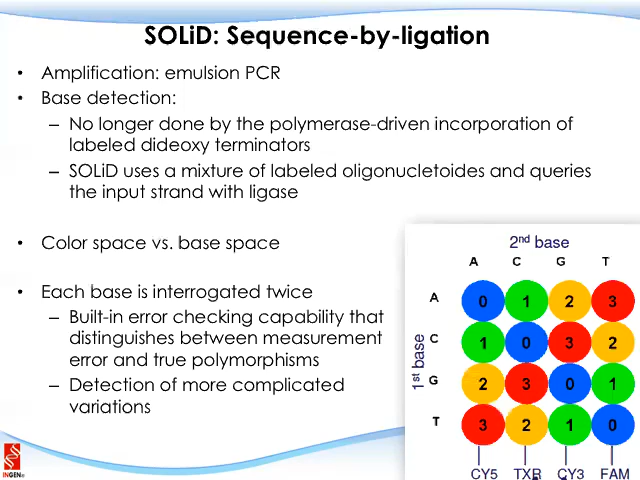 SOLiD: Sequence-by-ligation
• Amplification: emulsion PCR
• Base detection:
– No longer done by the polymerase-driven incorporation of
labeled dideoxy terminators
– SOLiD uses a mixture of labeled oligonucletoides and queries
the input strand with ligase
• Color space vs. base space
• Each base is interrogated twice
– Built-in error checking capability that
distinguishes between measurement
error and true polymorphisms
– Detection of more complicated
variations
2nd base
A C G T
1st base
A 0 1 2 3
C 1 0 3 2
G 2 3 0 1
T 3 2 1 0
CY5 TXR CY3 FAM
INGEN